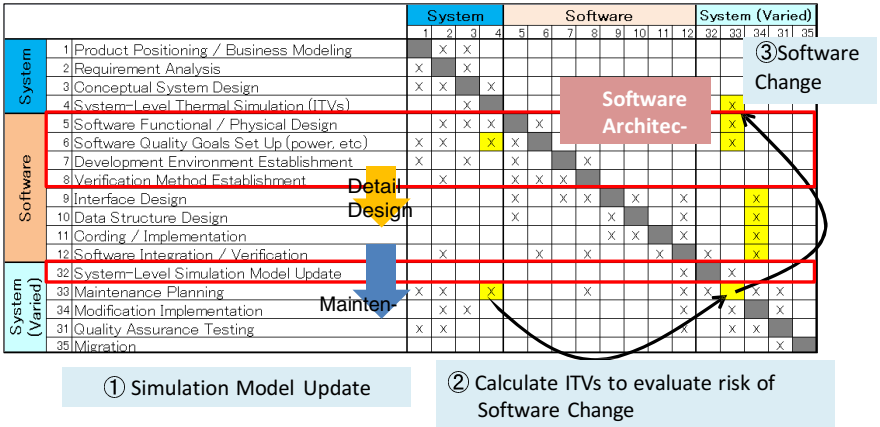 System Software System (Varied)
1 2 3 4 5 6 7 8 9 10 11 12 32 33 34 31 35
System
1 Product Positioning / Business Modeling X X
2 Requirement Analysis X X
3 Conceptual System Design X X X
4 System-Level Thermal Simulation (ITVs) X X
Software
5 Software Functional / Physical Design X X X X X
6 Software Quality Goals Set Up (power, etc) X X X X X
7 Development Environment Establishment X X X X
8 Verification Method Establishment X X X X
9 Interface Design X X X X X X
10 Data Structure Design X X X X
11 Cording / Implementation X X X X
12 Software Integration / Verification X X X X X X
System
(Varied)
32 System-Level Simulation Model Update X X
33 Maintenance Planning X X X X X X X X X
34 Modification Implementation X X X X X
31 Quality Assurance Testing X X X X X
35 Migration X X
Software
Architec-
③Software
Change
Detail
Design
Mainten-
① Simulation Model Update
② Calculate ITVs to evaluate risk of
Software Change